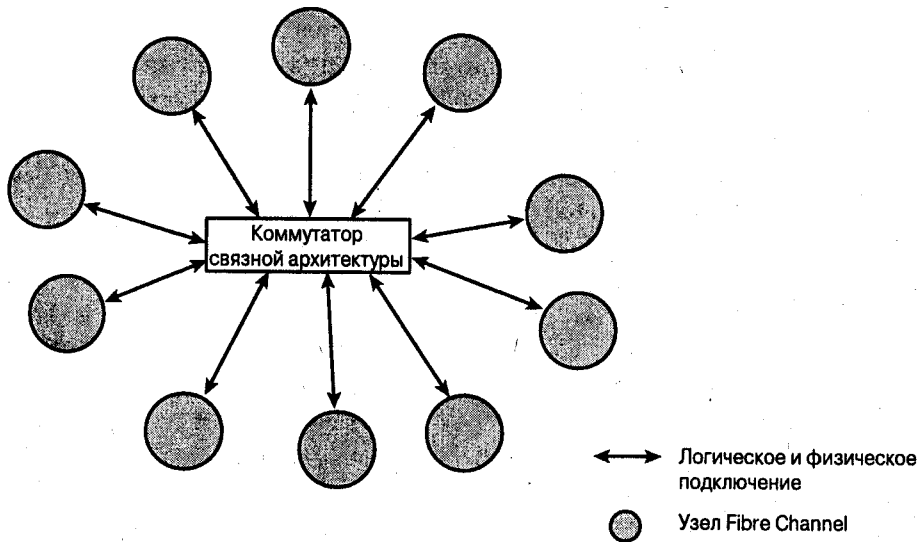 Коммутатор
связной архитектуры
Логическое и физическое
подключение
Узел Fibre Channel